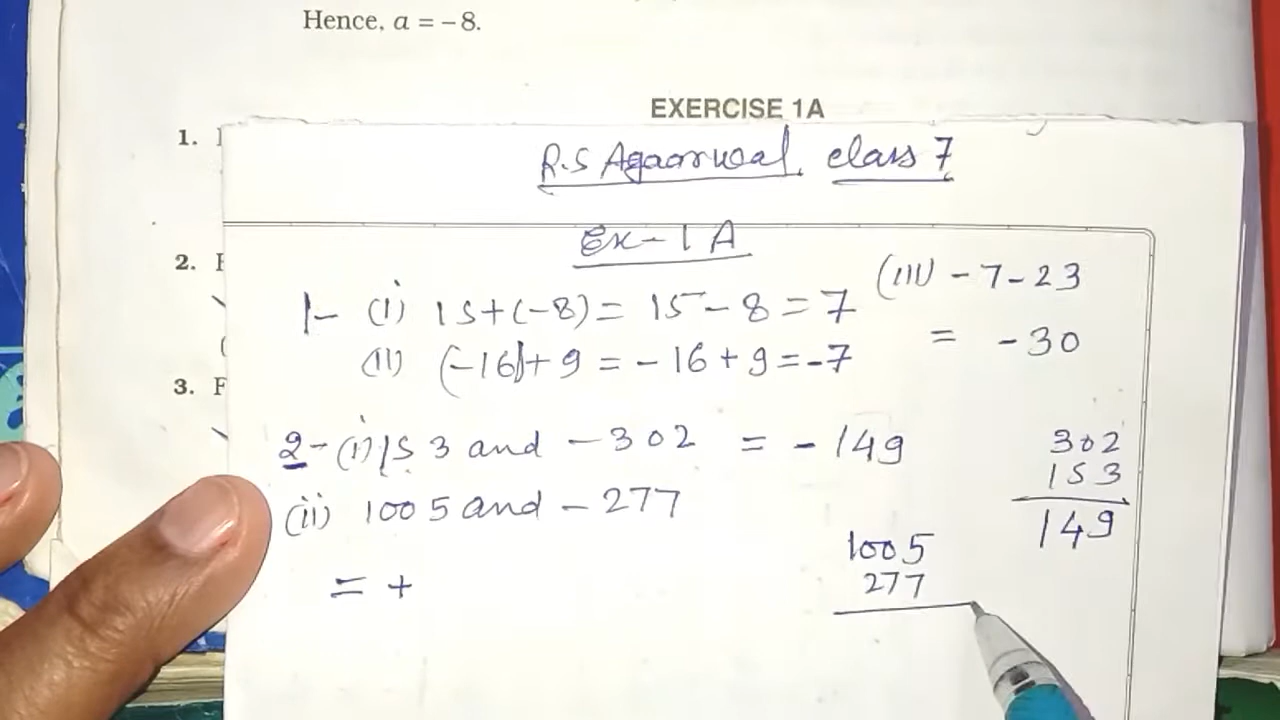 Hence, a = −8.
EXERCISE 1A
1.
R.S Agaarwal, class 7
Ex-1 A
2.
1- (i) 15+(-8) = 15-8 = 7
(ii) (-16)+9 = -16+9 = -7
(iii) -7-23
= -30
3. F
2- (i) 153 and -302 = -149
302
153
149
(ii) 1005 and -277
= +
1005
277